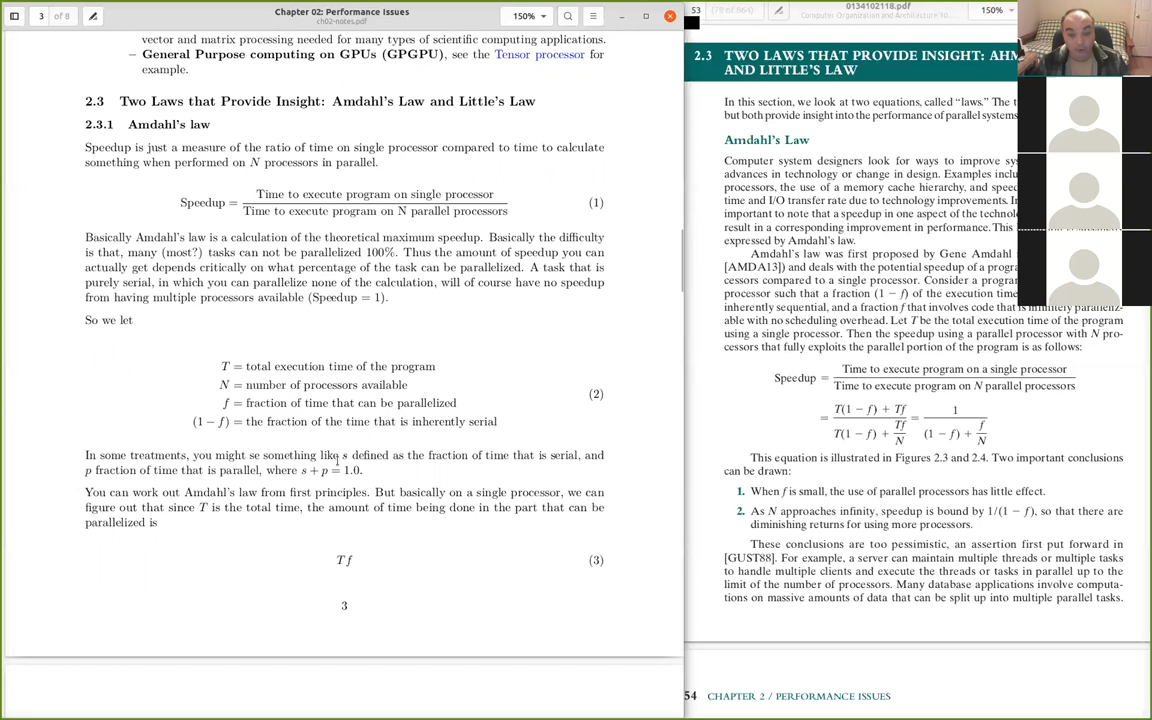 3 of 8
Chapter 02: Performance Issues
ch02-notes.pdf
150%
vector and matrix processing needed for many types of scientific computing applications.
– General Purpose computing on GPUs (GPGPU), see the Tensor processor for
example.
2.3 Two Laws that Provide Insight: Amdahl's Law and Little's Law
2.3.1 Amdahl's law
Speedup is just a measure of the ratio of time on single processor compared to time to calculate
something when performed on N processors in parallel.
Speedup = Time to execute program on single processor / Time to execute program on N parallel processors (1)
Basically Amdahl's law is a calculation of the theoretical maximum speedup. Basically the difficulty
is that, many (most?) tasks can not be parallelized 100%. Thus the amount of speedup you can
actually get depends critically on what percentage of the task can be parallelized. A task that is
purely serial, in which you can parallelize none of the calculation, will of course have no speedup
from having multiple processors available (Speedup = 1).
So we let
T = total execution time of the program
N = number of processors available
f = fraction of time that can be parallelized
(1 − f) = the fraction of the time that is inherently serial
(2)
In some treatments, you might se something like s defined as the fraction of time that is serial, and
p fraction of time that is parallel, where s + p = 1.0.
You can work out Amdahl's law from first principles. But basically on a single processor, we can
figure out that since T is the total time, the amount of time being done in the part that can be
parallelized is
Tf (3)
3
53 (78 of 864)
0134102118.pdf
Computer Organization and Architecture 10...
150%
2.3 TWO LAWS THAT PROVIDE INSIGHT: AHM
AND LITTLE'S LAW
In this section, we look at two equations, called “laws.” The t
but both provide insight into the performance of parallel systems
Amdahl's Law
Computer system designers look for ways to improve sys
advances in technology or change in design. Examples inclu
processors, the use of a memory cache hierarchy, and speed
time and I/O transfer rate due to technology improvements. In
important to note that a speedup in one aspect of the technol
result in a corresponding improvement in performance. This
expressed by Amdahl's law.
Amdahl's law was first proposed by Gene Amdahl
[AMDA13]) and deals with the potential speedup of a progra
cessors compared to a single processor. Consider a program
processor such that a fraction (1 − f) of the execution time
inherently sequential, and a fraction f that involves code that is infinitely paralleliz-
able with no scheduling overhead. Let T be the total execution time of the program
using a single processor. Then the speedup using a parallel processor with N pro-
cessors that fully exploits the parallel portion of the program is as follows:
Speedup = Time to execute program on a single processor / Time to execute program on N parallel processors
= T(1 − f) + Tf / T(1 − f) + Tf/N = 1 / (1 − f) + f/N
This equation is illustrated in Figures 2.3 and 2.4. Two important conclusions
can be drawn:
1. When f is small, the use of parallel processors has little effect.
2. As N approaches infinity, speedup is bound by 1/(1 − f), so that there are
diminishing returns for using more processors.
These conclusions are too pessimistic, an assertion first put forward in
[GUST88]. For example, a server can maintain multiple threads or multiple tasks
to handle multiple clients and execute the threads or tasks in parallel up to the
limit of the number of processors. Many database applications involve computa-
tions on massive amounts of data that can be split up into multiple parallel tasks.
54 CHAPTER 2 / PERFORMANCE ISSUES